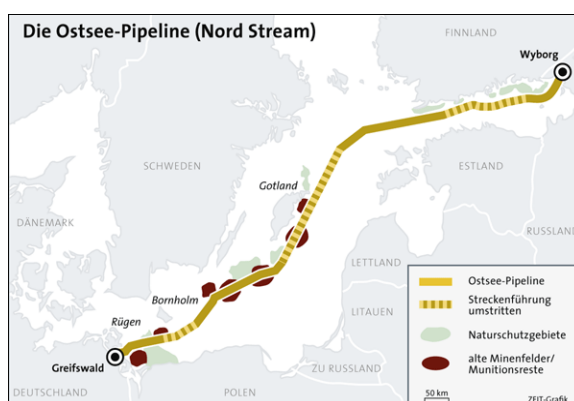 Die Ostsee-Pipeline (Nord Stream)
FINNLAND
Wyborg
SCHWEDEN
ESTLAND
Gotland
DÄNEMARK
RUSSLAND
LETTLAND
Bornholm
Ostsee-Pipeline
Streckenführung
umstritten
LITAUEN
Rügen
Naturschutzgebiete
Greifswald
alte Minenfelder/
Munitionsreste
ZU RUSSLAND
DEUTSCHLAND
POLEN
50 km
ZEIT-Grafik